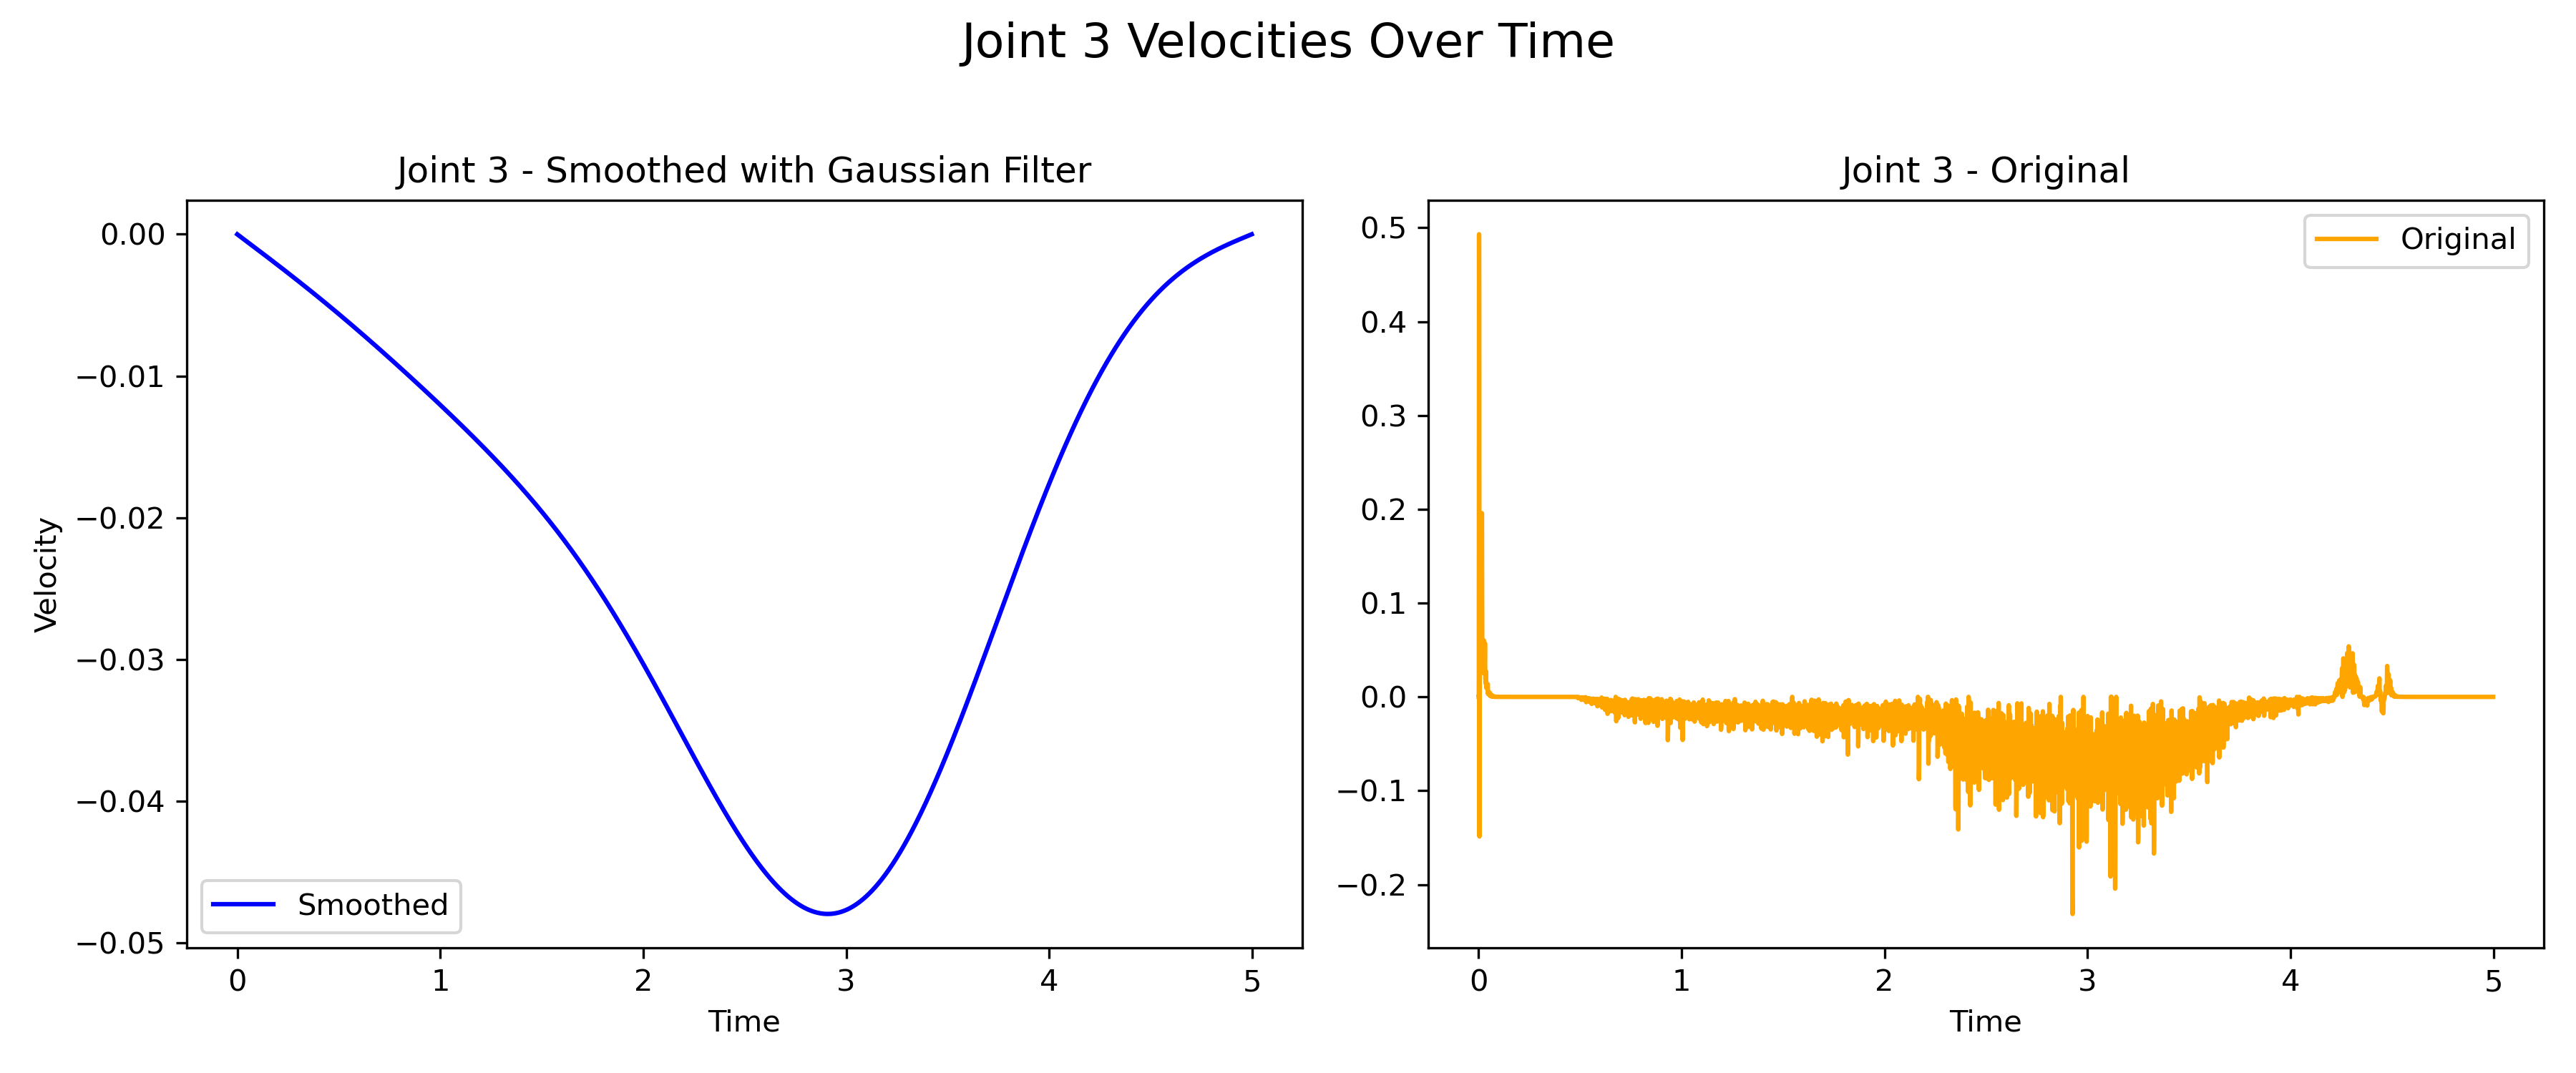 Joint 3 Velocities Over Time
Joint 3 - Smoothed with Gaussian Filter
0.00
−0.01
−0.02
−0.03
−0.04
−0.05
Velocity
Smoothed
0 1 2 3 4 5
Time
Joint 3 - Original
Original
0.5
0.4
0.3
0.2
0.1
0.0
−0.1
−0.2
0 1 2 3 4 5
Time